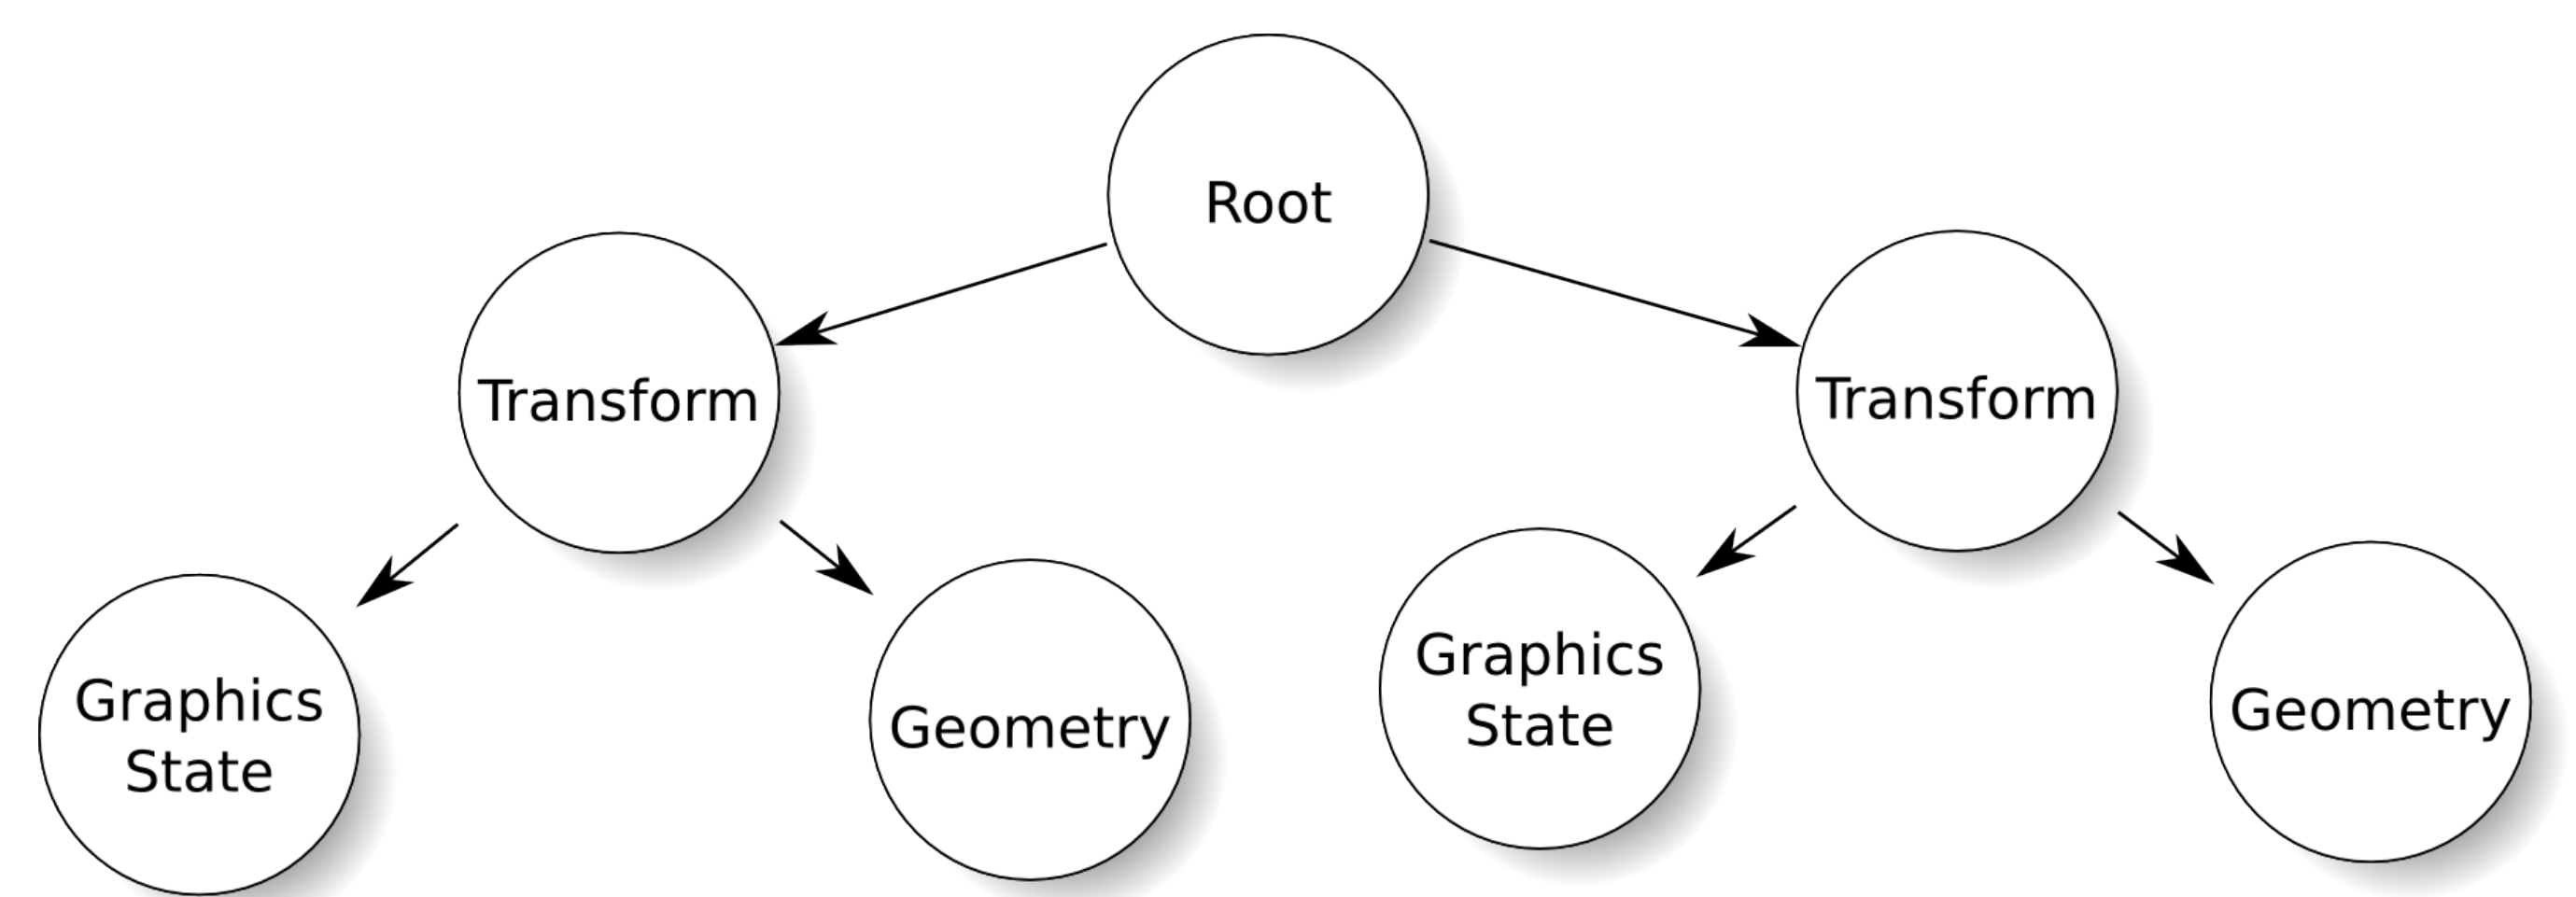 Root
Transform
Transform
Graphics
State
Geometry
Graphics
State
Geometry